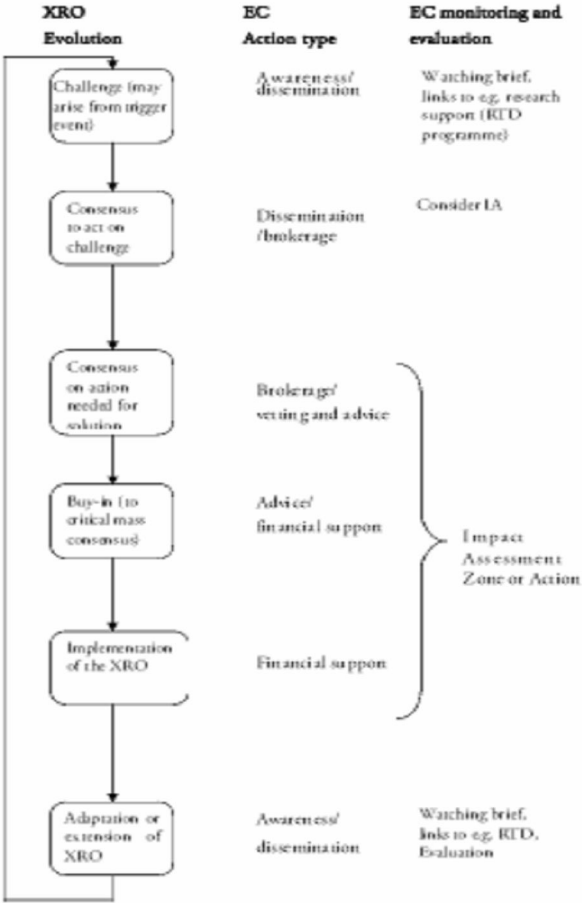 XRO
Evolution
EC
Action type
EC monitoring and
evaluation
Challenge (may
arise from trigger
event)
Awareness/
dissemination
Watching brief,
links to e.g. research
support (RTD
programme)
Consensus
to act on
challenge
Dissemination
/brokerage
Consider IA
Consensus
on action
needed for
solution
Brokerage/
vetting and advice
Buy-in (to
critical mass
consensus)
Advice/
financial support
Impact
Assessment
Zone or Action
Implementation
of the XRO
Financial support
Adaptation or
extension of
XRO
Awareness/
dissemination
Watching brief,
links to e.g. RTD,
Evaluation